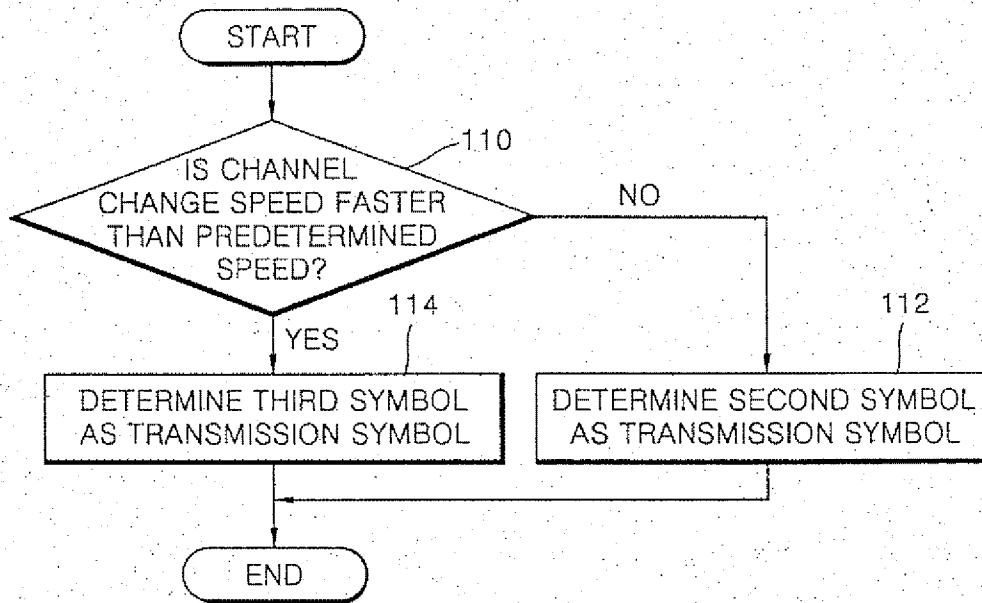 START
110
IS CHANNEL
CHANGE SPEED FASTER
THAN PREDETERMINED
SPEED?
NO
YES
114
112
DETERMINE THIRD SYMBOL
AS TRANSMISSION SYMBOL
DETERMINE SECOND SYMBOL
AS TRANSMISSION SYMBOL
END